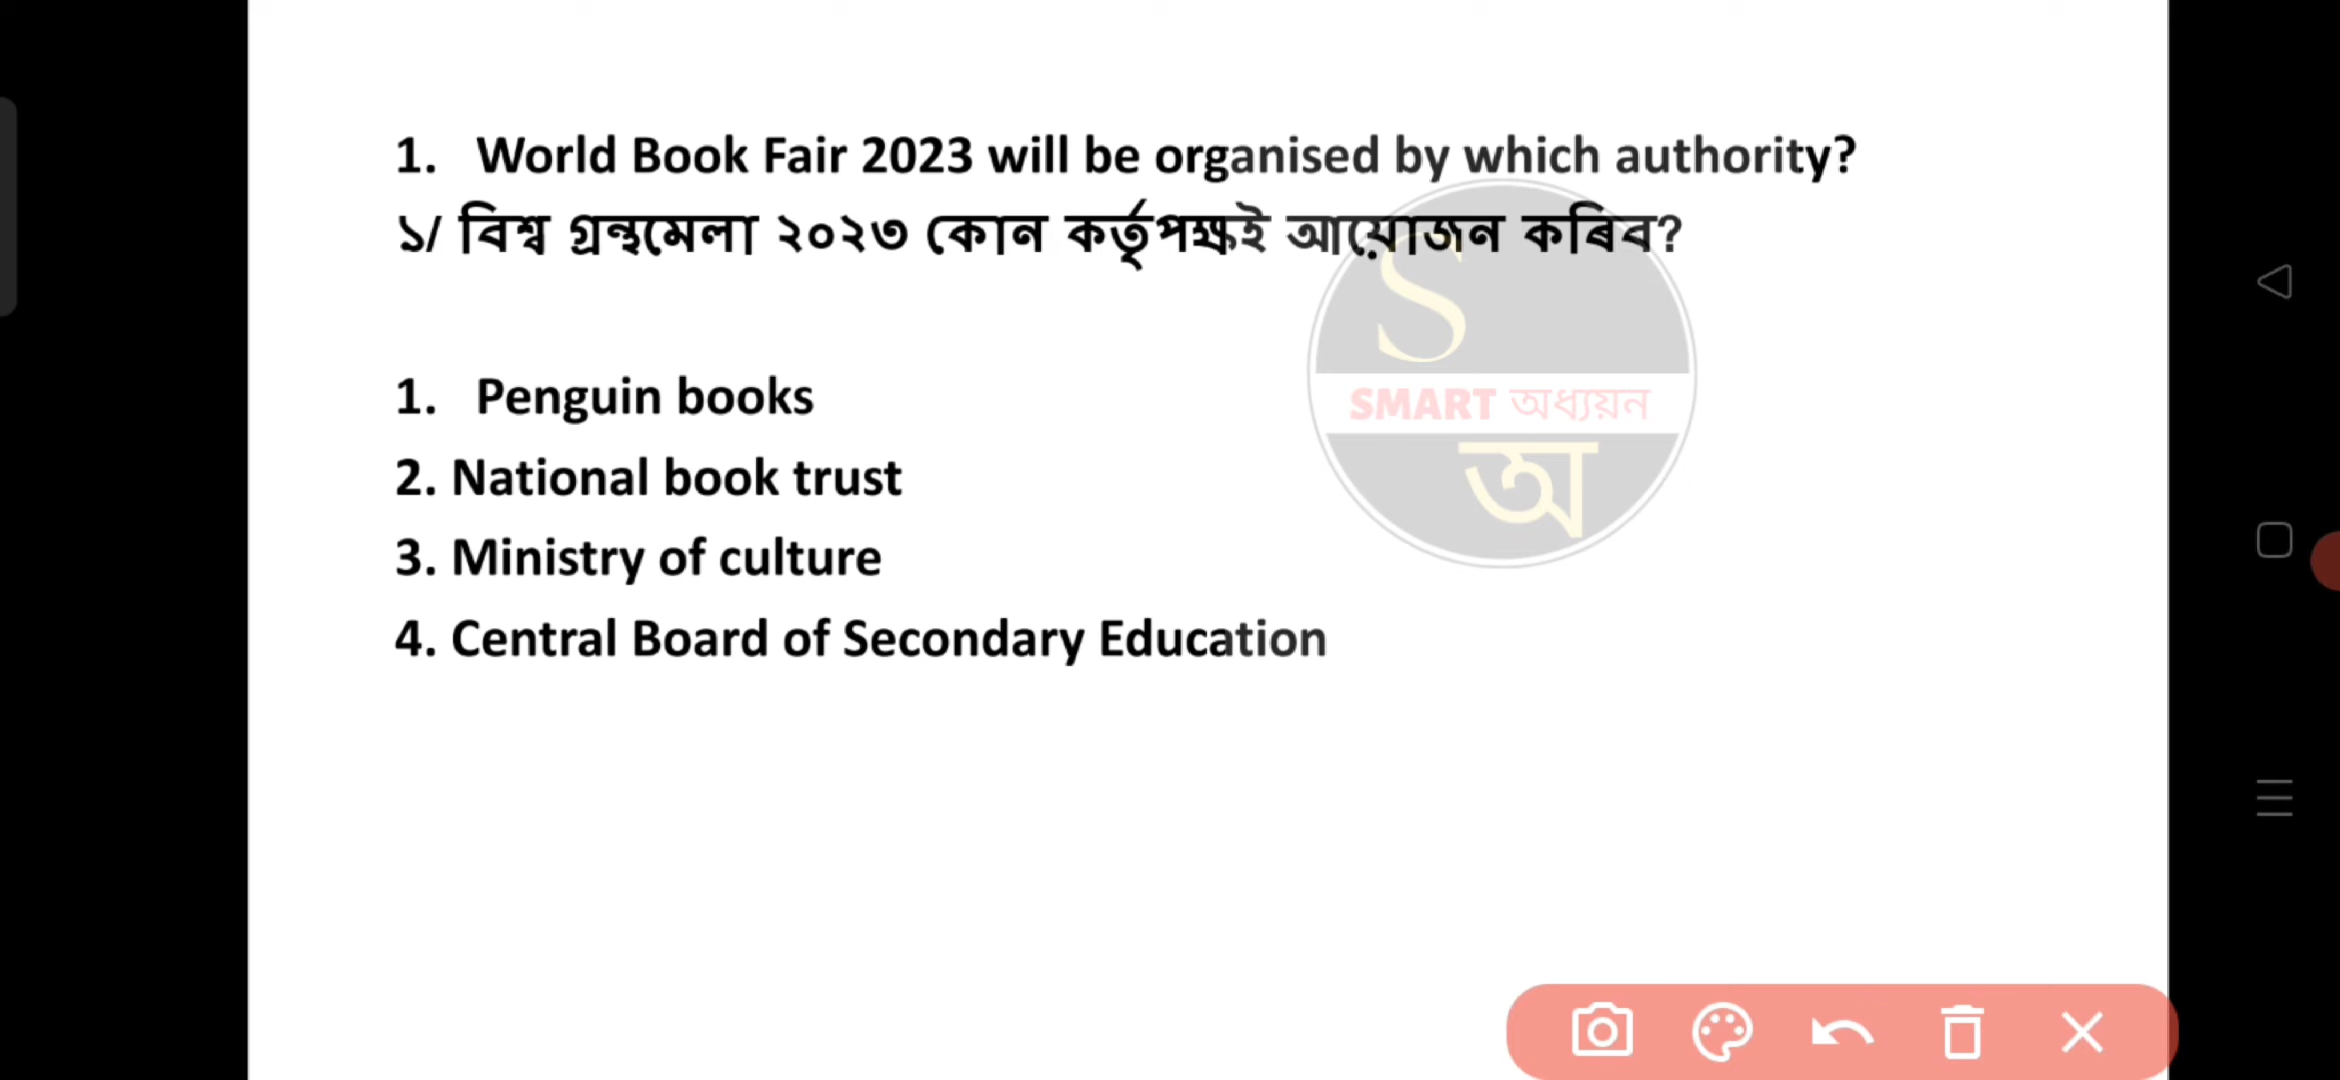 1. World Book Fair 2023 will be organised by which authority?
১/ বিশ্ব গ্রন্থমেলা ২০২৩ কোন কৰ্তৃপক্ষই আয়োজন কৰিব?
1. Penguin books
2. National book trust
3. Ministry of culture
4. Central Board of Secondary Education
S
SMART অধ্যয়ন
অ